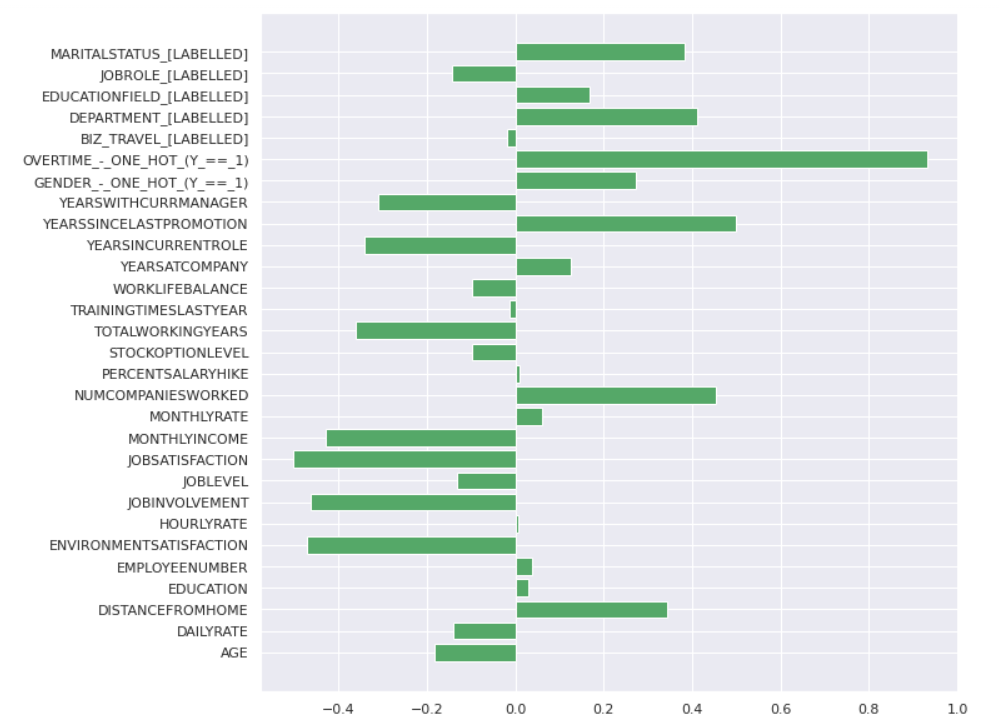 MARITALSTATUS_[LABELLED]
JOBROLE_[LABELLED]
EDUCATIONFIELD_[LABELLED]
DEPARTMENT_[LABELLED]
BIZ_TRAVEL_[LABELLED]
OVERTIME_-_ONE_HOT_(Y_==_1)
GENDER_-_ONE_HOT_(Y_==_1)
YEARSWITHCURRMANAGER
YEARSSINCELASTPROMOTION
YEARSINCURRENTROLE
YEARSATCOMPANY
WORKLIFEBALANCE
TRAININGTIMESLASTYEAR
TOTALWORKINGYEARS
STOCKOPTIONLEVEL
PERCENTSALARYHIKE
NUMCOMPANIESWORKED
MONTHLYRATE
MONTHLYINCOME
JOBSATISFACTION
JOBLEVEL
JOBINVOLVEMENT
HOURLYRATE
ENVIRONMENTSATISFACTION
EMPLOYEENUMBER
EDUCATION
DISTANCEFROMHOME
DAILYRATE
AGE
−0.4 −0.2 0.0 0.2 0.4 0.6 0.8 1.0